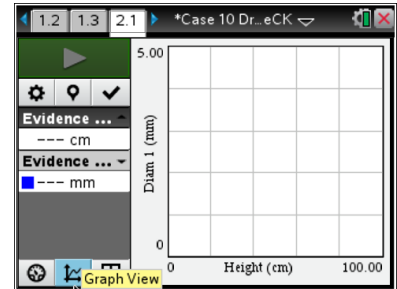 1.2 1.3 2.1 *Case 10 Dr...eCK
5.00
Evidence ...
--- cm
Evidence ...
--- mm
Diam 1 (mm)
0
0 Height (cm) 100.00
Graph View